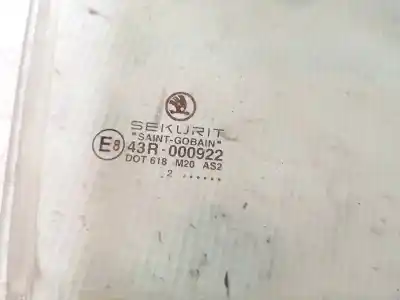 SEKURIT
"SAINT-GOBAIN"
E8 43R-000922
DOT 618 M20 AS2
.2 .......